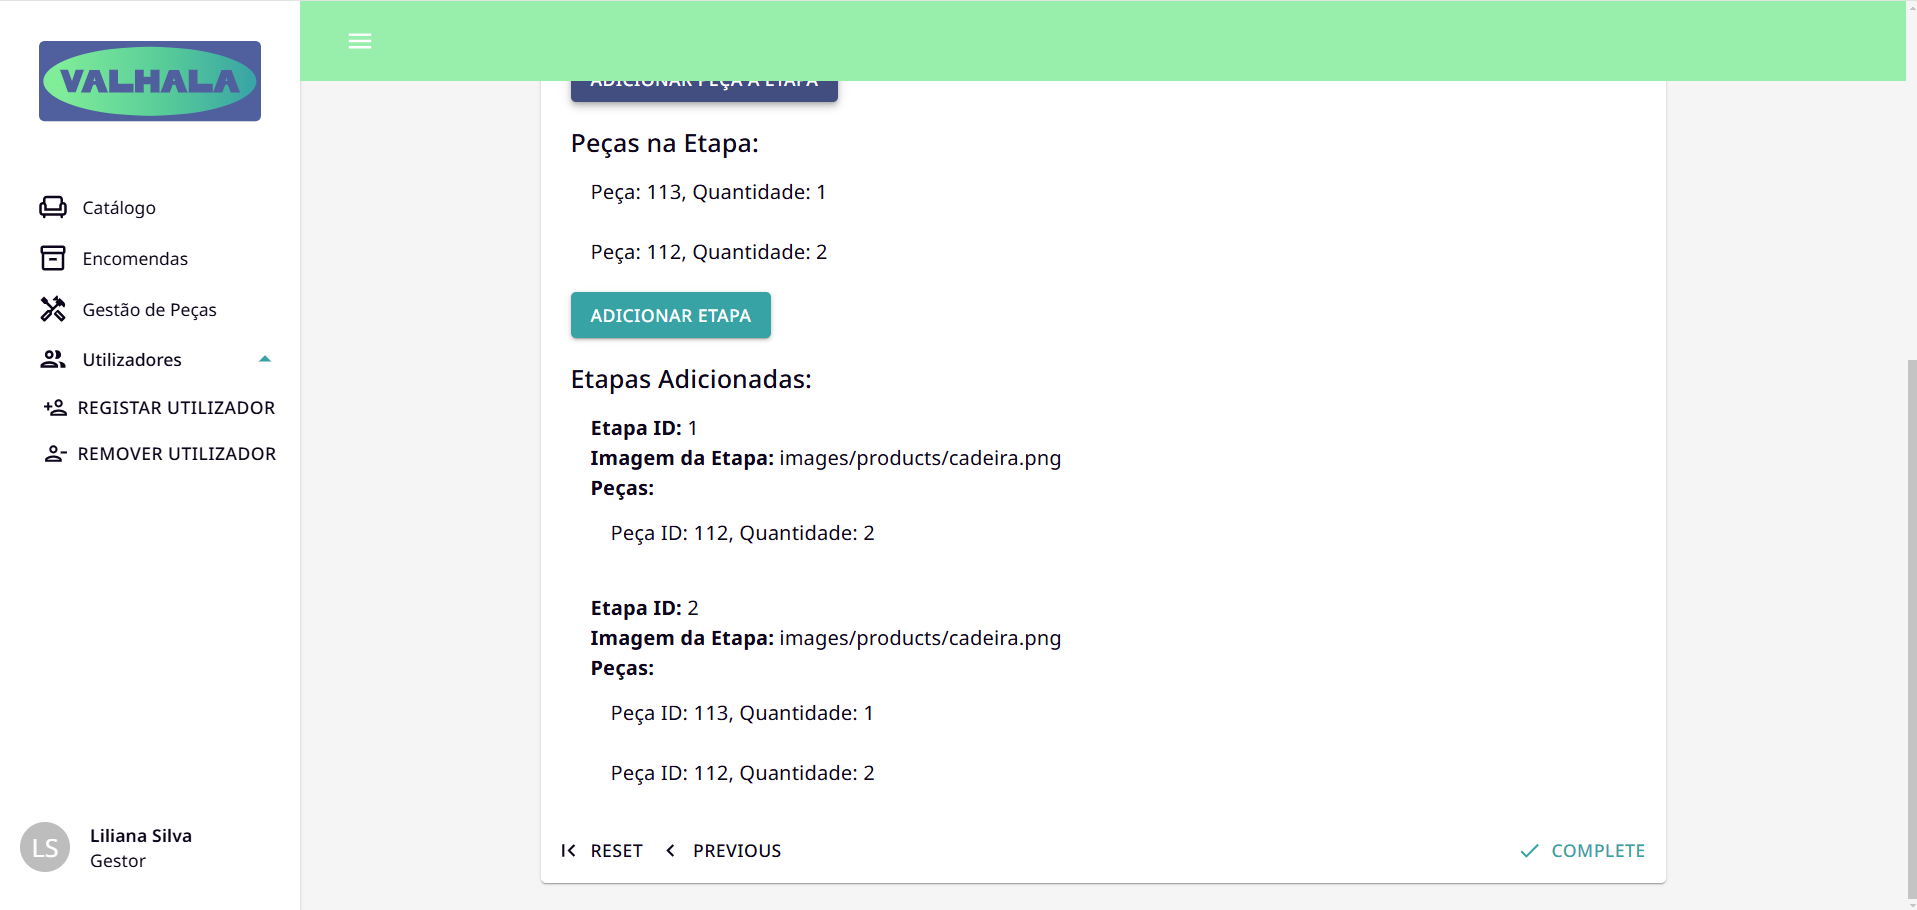 VALHALA
Catálogo
Encomendas
Gestão de Peças
Utilizadores
REGISTAR UTILIZADOR
REMOVER UTILIZADOR
LS
Liliana Silva
Gestor
ADICIONAR PEÇA À ETAPA
Peças na Etapa:
Peça: 113, Quantidade: 1
Peça: 112, Quantidade: 2
ADICIONAR ETAPA
Etapas Adicionadas:
Etapa ID: 1
Imagem da Etapa: images/products/cadeira.png
Peças:
Peça ID: 112, Quantidade: 2
Etapa ID: 2
Imagem da Etapa: images/products/cadeira.png
Peças:
Peça ID: 113, Quantidade: 1
Peça ID: 112, Quantidade: 2
RESET PREVIOUS COMPLETE